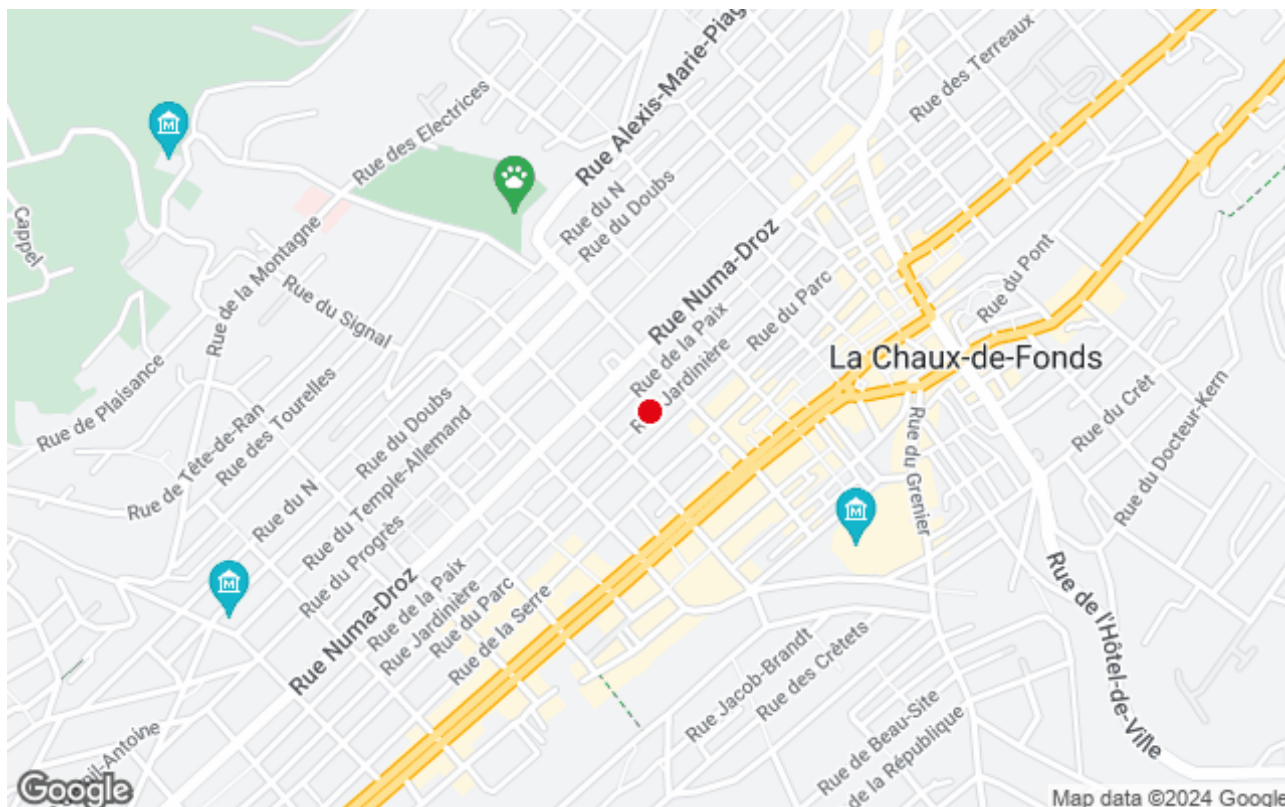 Rue Alexis-Marie-Piag
Rue des Terreaux
Rue des Electrices
Rue du N
Rue du Doubs
Cappel
Rue de la Montagne
Rue Numa-Droz
Rue du Pont
Rue du Signal
Rue de la Paix
Rue du Parc
La Chaux-de-Fonds
Jardinière
Rue de Plaisance
Rue du Crêt
Rue du Docteur-Kern
Rue de Tête-de-Ran
Rue des Tourelles
Rue du Doubs
Rue du Temple-Allemand
Rue du Grenier
Rue du N
Rue du Progrès
Rue Numa-Droz
Rue de la Paix
Rue Jardinière
Rue du Parc
Rue de la Serre
Rue de l'Hôtel-de-Ville
Rue Jacob-Brandt
Rue des Crêtets
Rue de Beau-Site
de la République
il-Antoine
Google
Map data ©2024 Google